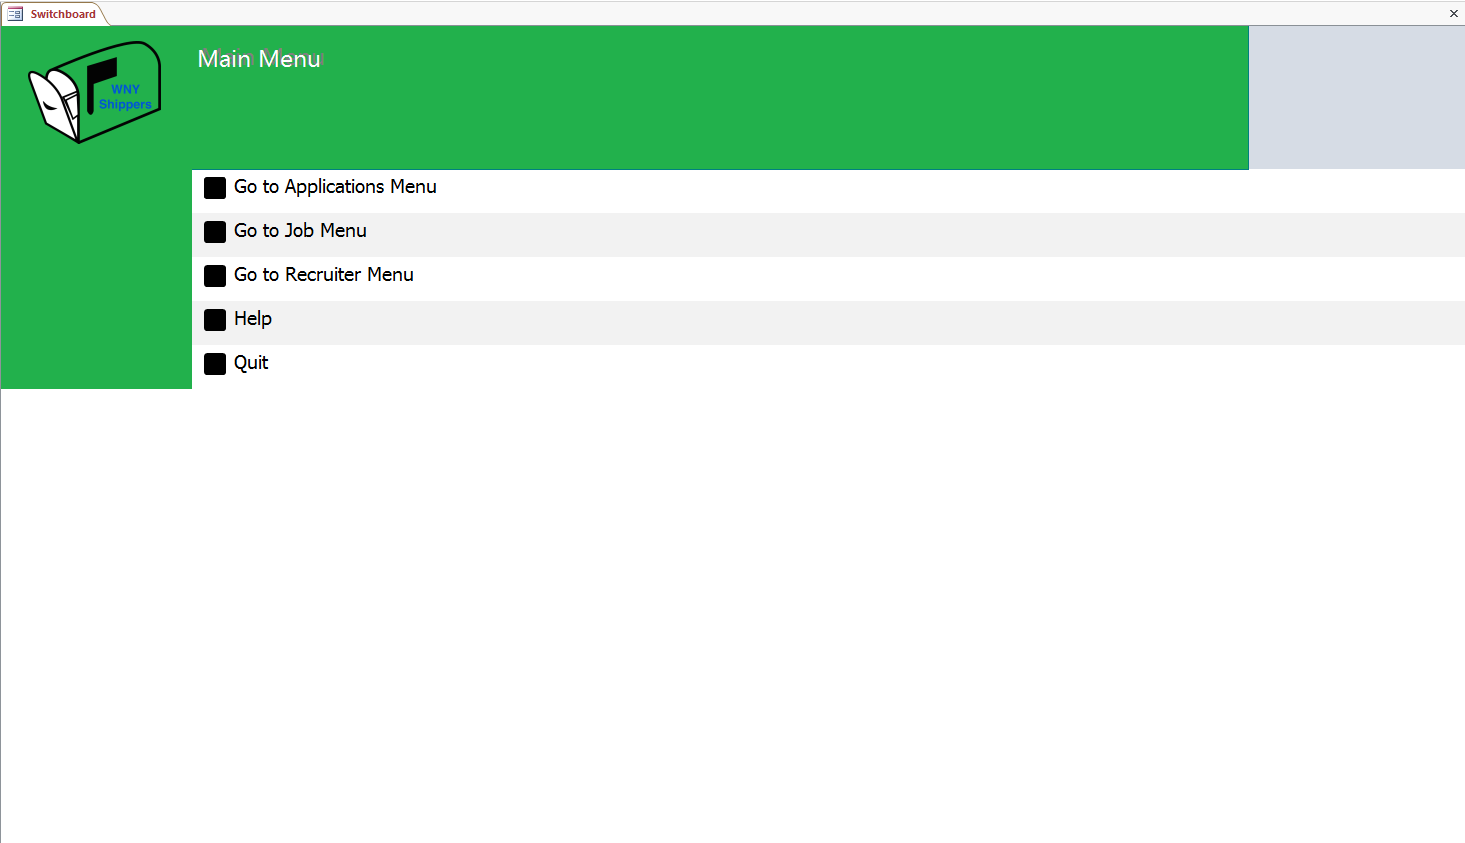 Switchboard
WNY
Shippers
Main Menu
Go to Applications Menu
Go to Job Menu
Go to Recruiter Menu
Help
Quit